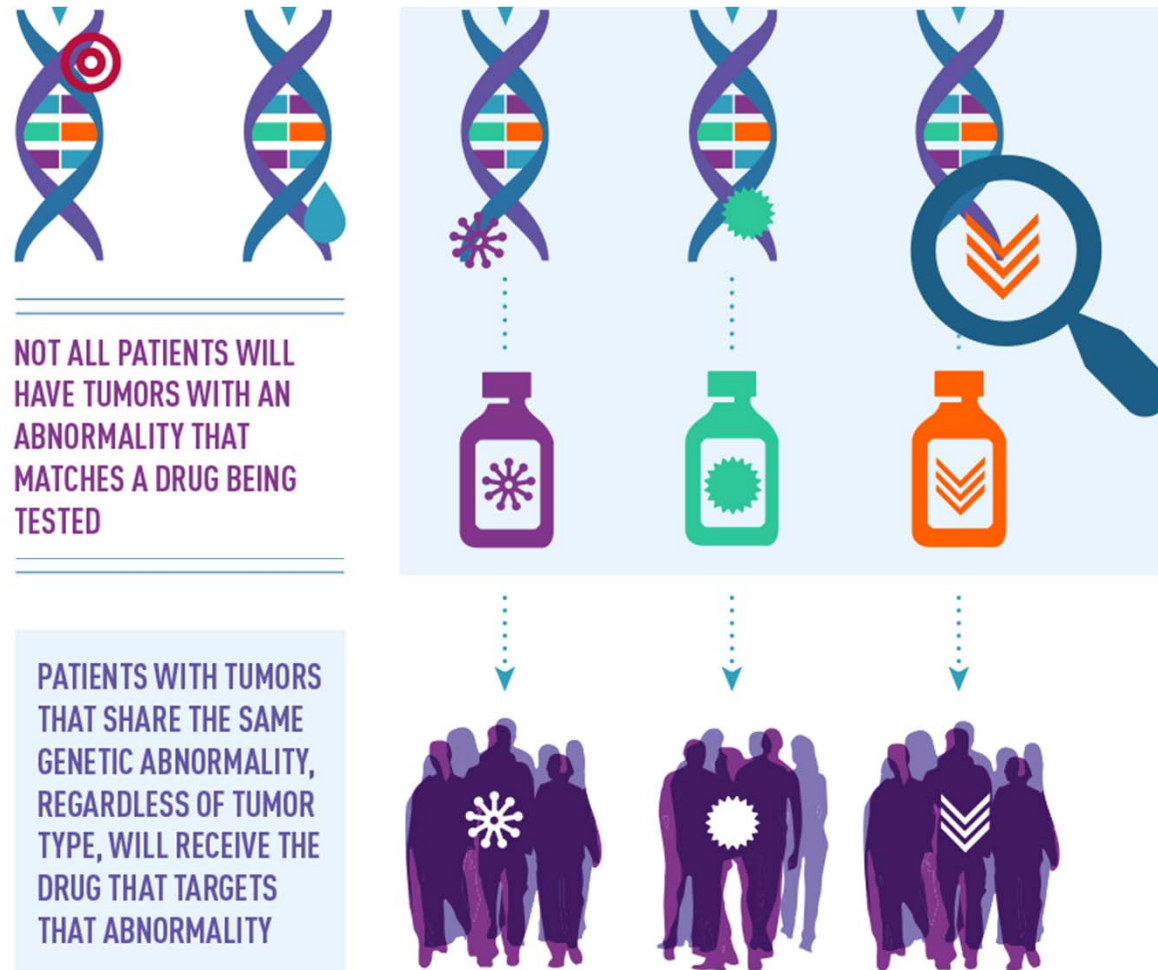 NOT ALL PATIENTS WILL
HAVE TUMORS WITH AN
ABNORMALITY THAT
MATCHES A DRUG BEING
TESTED
PATIENTS WITH TUMORS
THAT SHARE THE SAME
GENETIC ABNORMALITY,
REGARDLESS OF TUMOR
TYPE, WILL RECEIVE THE
DRUG THAT TARGETS
THAT ABNORMALITY